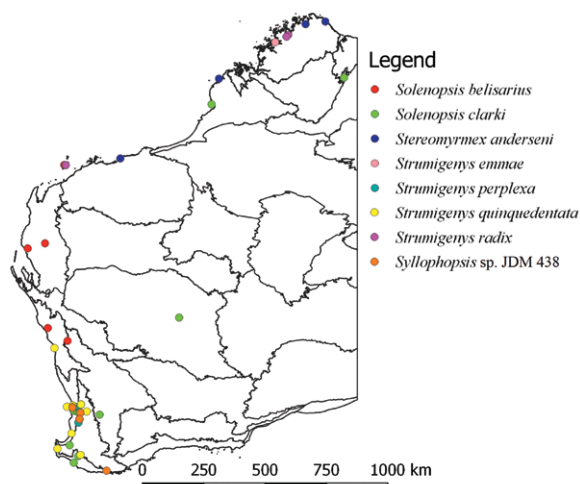 Legend
Solenopsis belisarius
Solenopsis clarki
Stereomyrmex anderseni
Strumigenys emmae
Strumigenys perplexa
Strumigenys quinquedentata
Strumigenys radix
Syllophopsis sp. JDM 438
0 250 500 750 1000 km